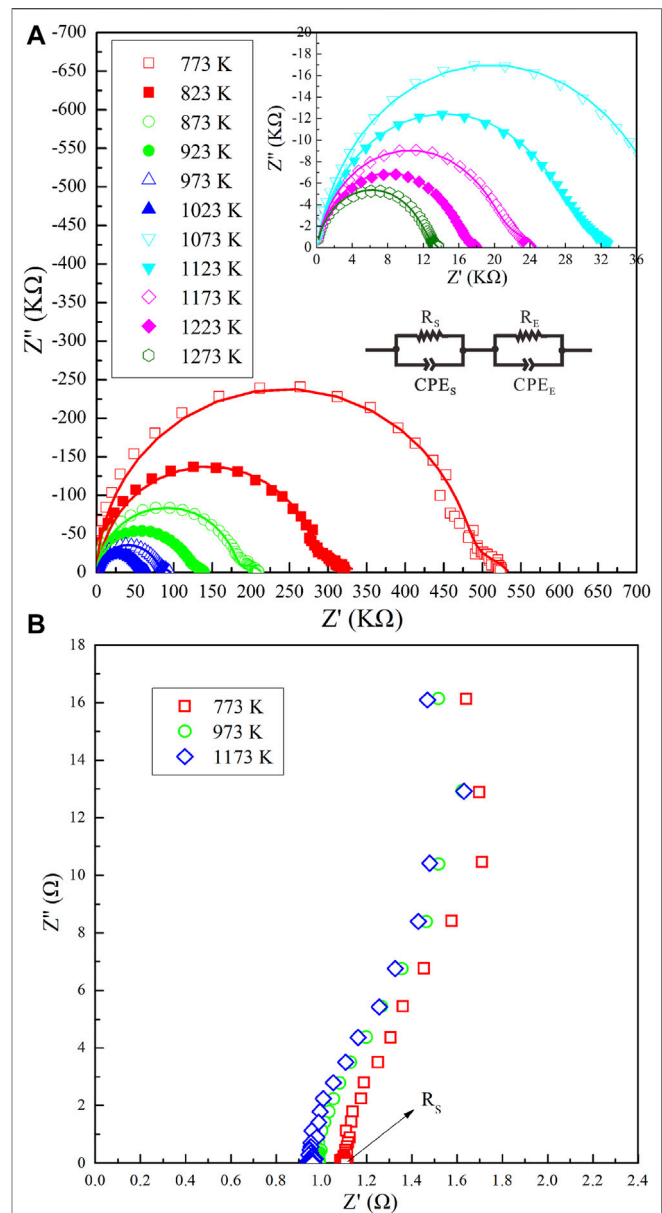 A
-700
-650
-600
-550
-500
-450
-400
-350
-300
-250
-200
-150
-100
-50
0
Z'' (KΩ)
773 K
823 K
873 K
923 K
973 K
1023 K
1073 K
1123 K
1173 K
1223 K
1273 K
-20
-18
-16
-14
-12
-10
-8
-6
-4
-2
0
Z'' (KΩ)
0 4 8 12 16 20 24 28 32 36
Z' (KΩ)
RS RE
CPES CPEE
0 50 100 150 200 250 300 350 400 450 500 550 600 650 700
Z' (KΩ)
B
18
16
14
12
10
8
6
4
2
0
Z'' (Ω)
773 K
973 K
1173 K
RS
0.0 0.2 0.4 0.6 0.8 1.0 1.2 1.4 1.6 1.8 2.0 2.2 2.4
Z' (Ω)